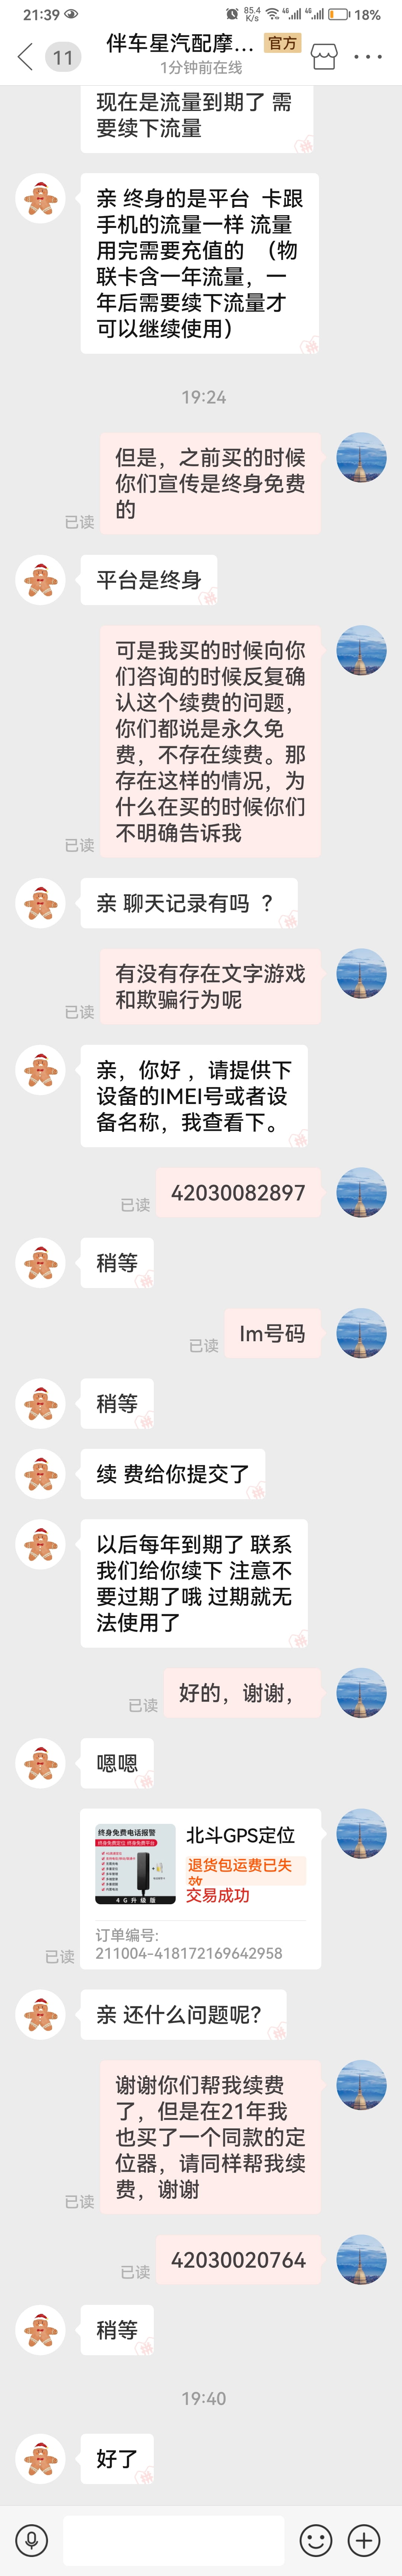 21:39
85.4
K/s
4G
4G
18%
11
伴车星汽配摩...
官方
1分钟前在线
现在是流量到期了 需
要续下流量
亲 终身的是平台  卡跟
手机的流量一样 流量
用完需要充值的 （物
联卡含一年流量，一
年后需要续下流量才
可以继续使用）
19:24
但是，之前买的时候
你们宣传是终身免费
的
已读
平台是终身
可是我买的时候向你
们咨询的时候反复确
认这个续费的问题，
你们都说是永久免
费，不存在续费。那
存在这样的情况，为
什么在买的时候你们
不明确告诉我
已读
亲 聊天记录有吗 ？
有没有存在文字游戏
和欺骗行为呢
已读
亲，你好 ，请提供下
设备的IMEI号或者设
备名称，我查看下。
42030082897
已读
稍等
Im号码
已读
稍等
续 费给你提交了
以后每年到期了 联系
我们给你续下 注意不
要过期了哦 过期就无
法使用了
好的，谢谢，
已读
嗯嗯
终身免费电话报警
终身免费定位 终身免费平台
4G升级版
北斗GPS定位
退货包运费已失
效
交易成功
订单编号:
211004-418172169642958
已读
亲 还什么问题呢？
谢谢你们帮我续费
了，但是在21年我
也买了一个同款的定
位器，请同样帮我续
费，谢谢
已读
42030020764
已读
稍等
19:40
好了